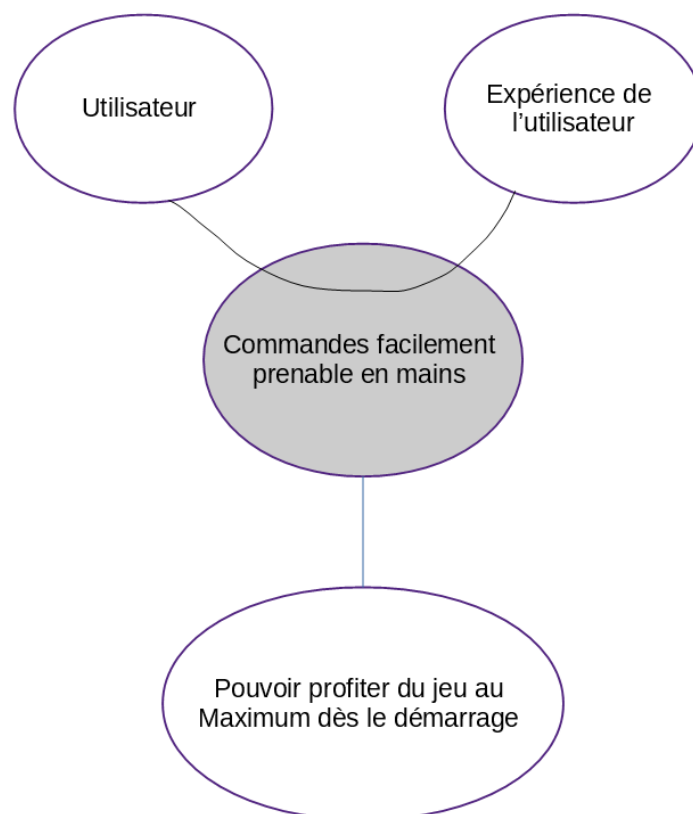 Utilisateur
Expérience de
l’utilisateur
Commandes facilement
prenable en mains
Pouvoir profiter du jeu au
Maximum dès le démarrage